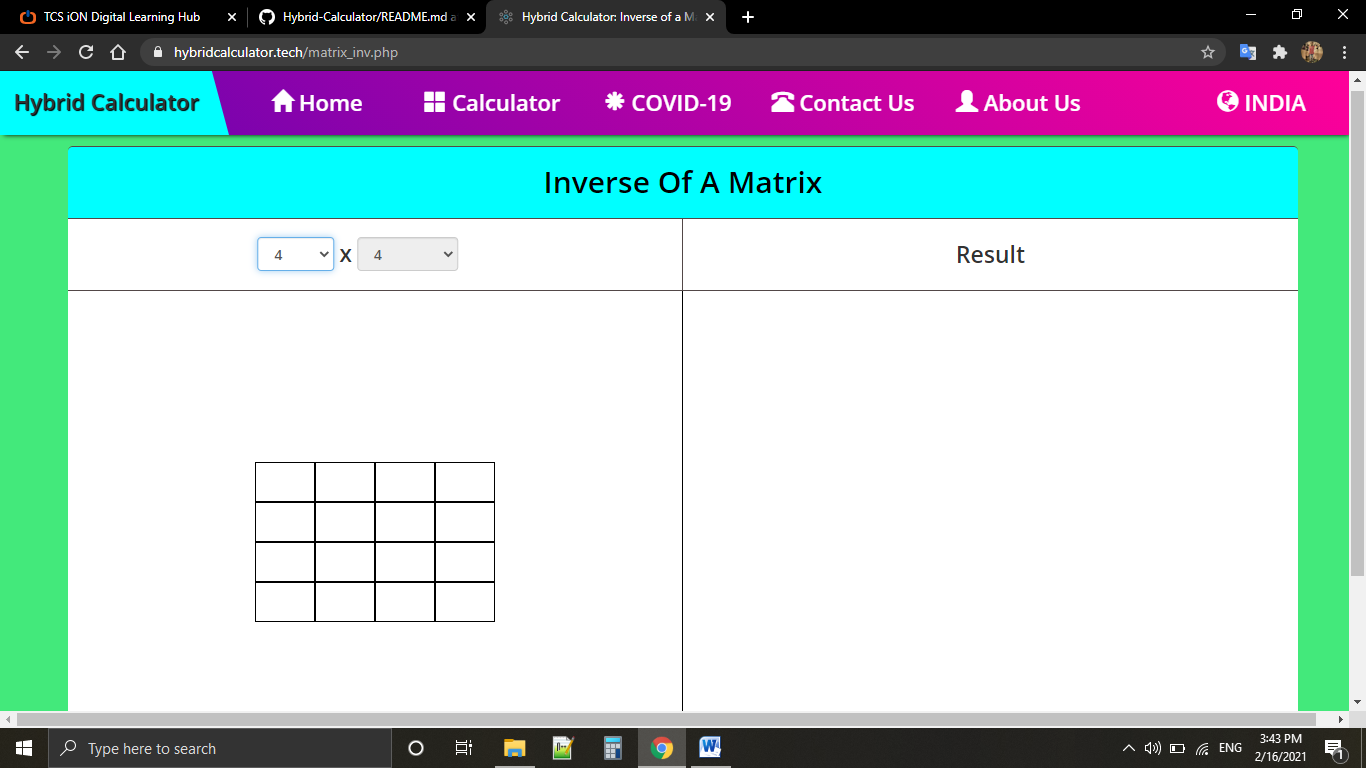 TCS iON Digital Learning Hub
Hybrid-Calculator/README.md a
Hybrid Calculator: Inverse of a M
hybridcalculator.tech/matrix_inv.php
Hybrid Calculator
Home
Calculator
COVID-19
Contact Us
About Us
INDIA
Inverse Of A Matrix
4 X 4
Result
Type here to search
ENG
3:43 PM
2/16/2021
1